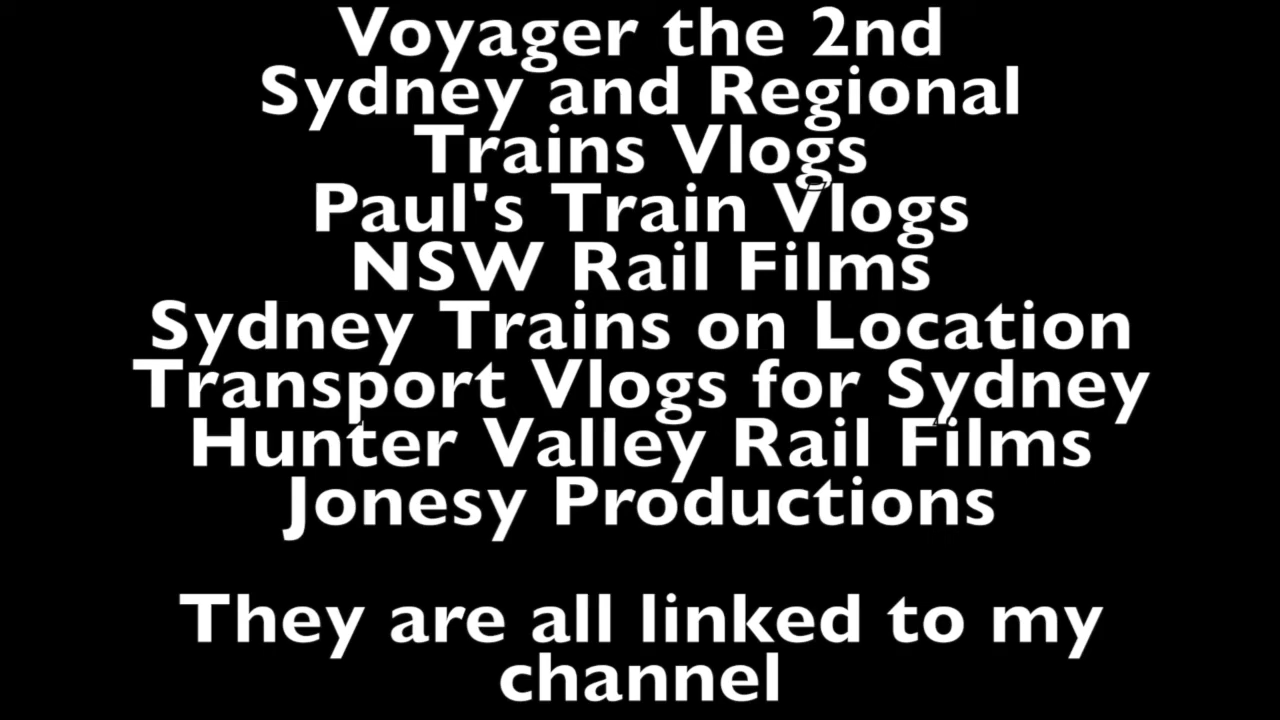 Voyager the 2nd
Sydney and Regional
Trains Vlogs
Paul's Train Vlogs
NSW Rail Films
Sydney Trains on Location
Transport Vlogs for Sydney
Hunter Valley Rail Films
Jonesy Productions
They are all linked to my
channel